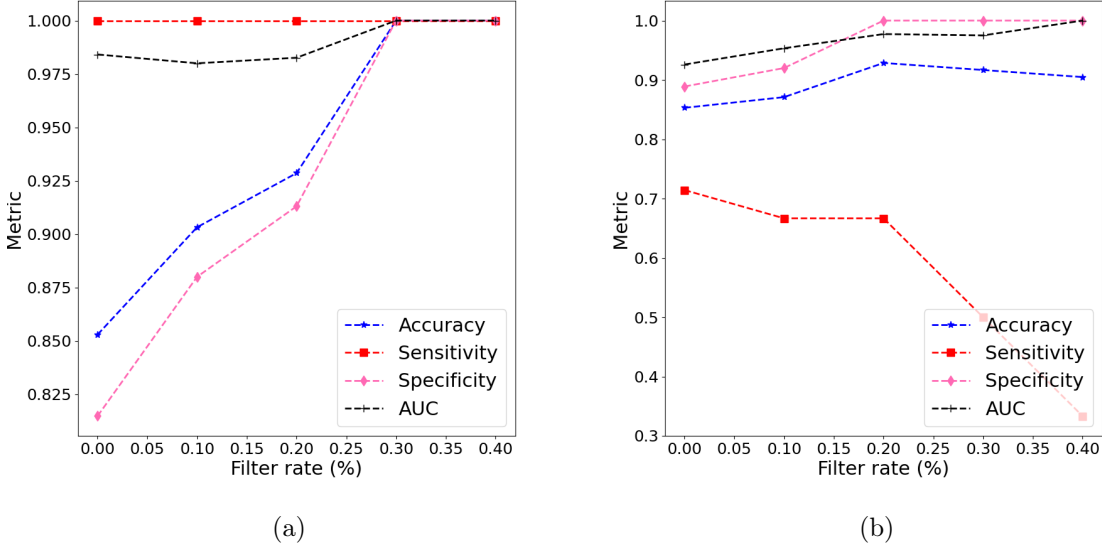 1.000
0.975
0.950
0.925
0.900
0.875
0.850
0.825
Metric
0.00 0.05 0.10 0.15 0.20 0.25 0.30 0.35 0.40
Filter rate (%)
Accuracy
Sensitivity
Specificity
AUC
(a)
1.0
0.9
0.8
0.7
0.6
0.5
0.4
0.3
Metric
0.00 0.05 0.10 0.15 0.20 0.25 0.30 0.35 0.40
Filter rate (%)
Accuracy
Sensitivity
Specificity
AUC
(b)